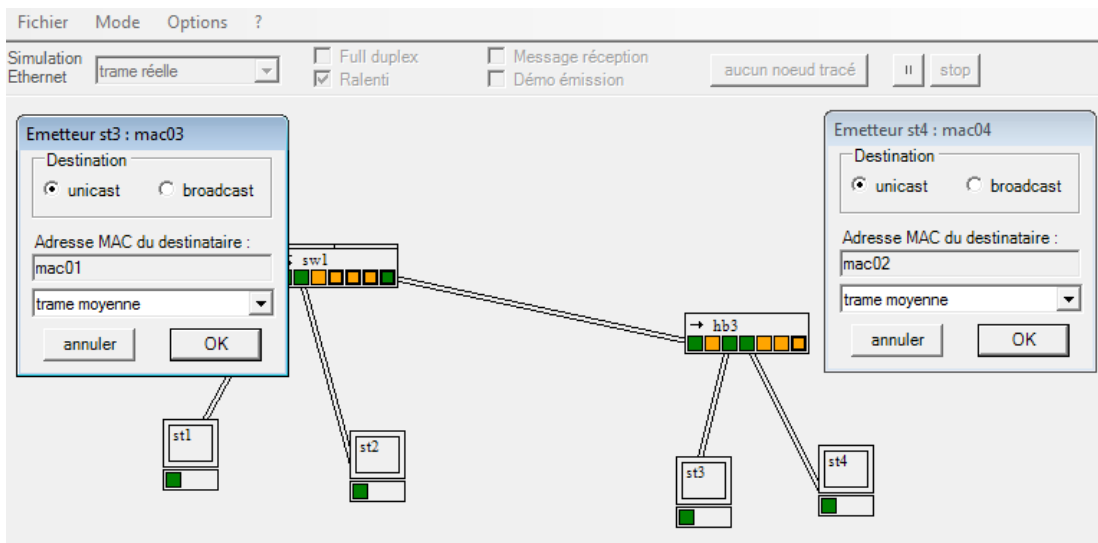 Fichier Mode Options ?
Simulation
Ethernet
trame réelle
Full duplex
Ralenti
Message réception
Démo émission
aucun noeud tracé
II
stop
Emetteur st3 : mac03
Destination
unicast broadcast
Adresse MAC du destinataire :
mac01
trame moyenne
annuler OK
Emetteur st4 : mac04
Destination
unicast broadcast
Adresse MAC du destinataire :
mac02
trame moyenne
annuler OK
sw1
→ hb3
st1
st2
st3
st4